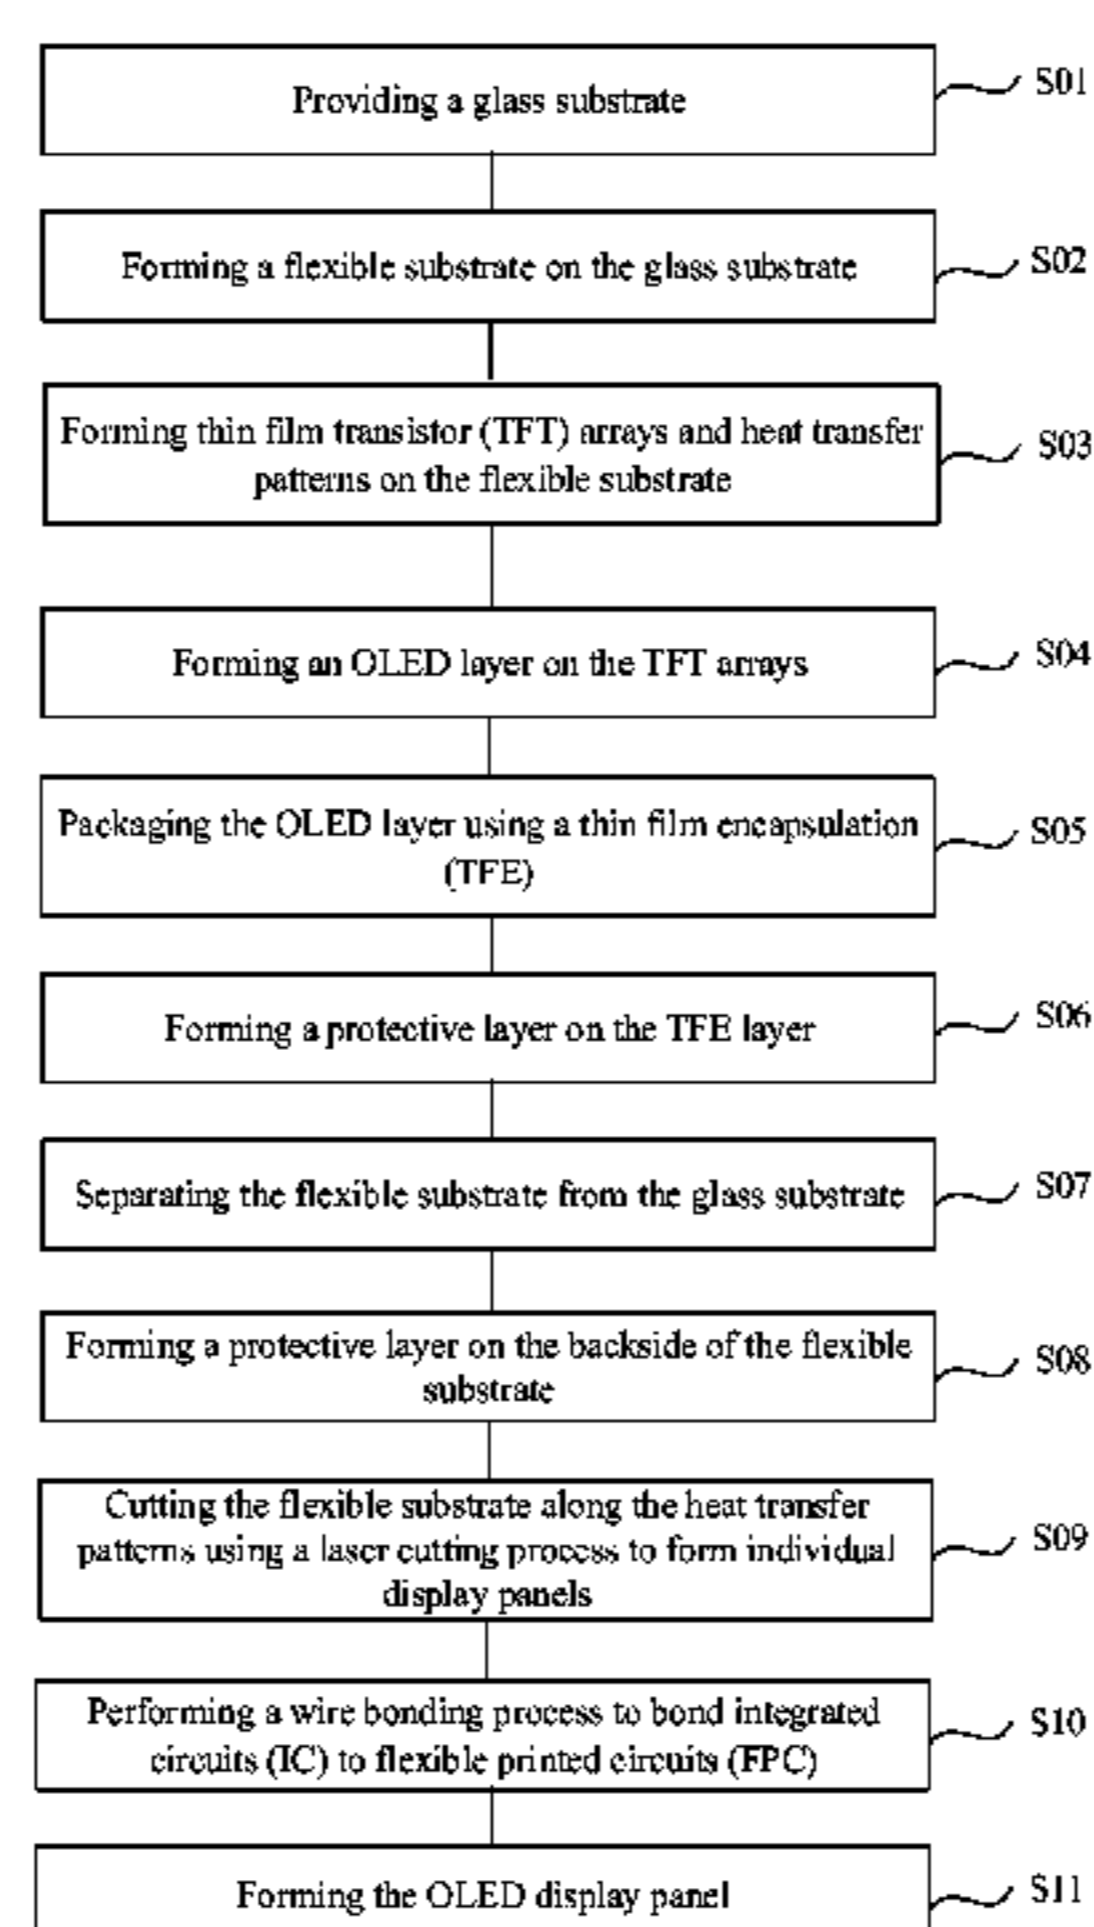 Providing a glass substrate
S01
Forming a flexible substrate on the glass substrate
S02
Forming thin film transistor (TFT) arrays and heat transfer
patterns on the flexible substrate
S03
Forming an OLED layer on the TFT arrays
S04
Packaging the OLED layer using a thin film encapsulation
(TFE)
S05
Forming a protective layer on the TFE layer
S06
Separating the flexible substrate from the glass substrate
S07
Forming a protective layer on the backside of the flexible
substrate
S08
Cutting the flexible substrate along the heat transfer
patterns using a laser cutting process to form individual
display panels
S09
Performing a wire bonding process to bond integrated
circuits (IC) to flexible printed circuits (FPC)
S10
Forming the OLED display panel
S11